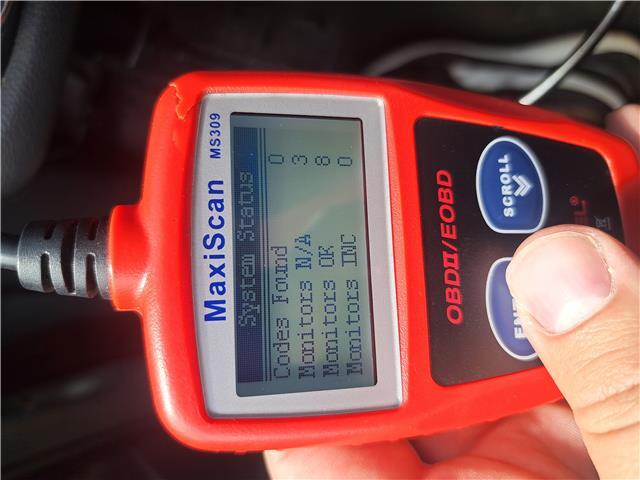 MaxiScan MS309
System Status
Codes Found 0
Monitors N/A 3
Monitors OK 8
Monitors INC 0
OBDII/EOBD
SCROLL